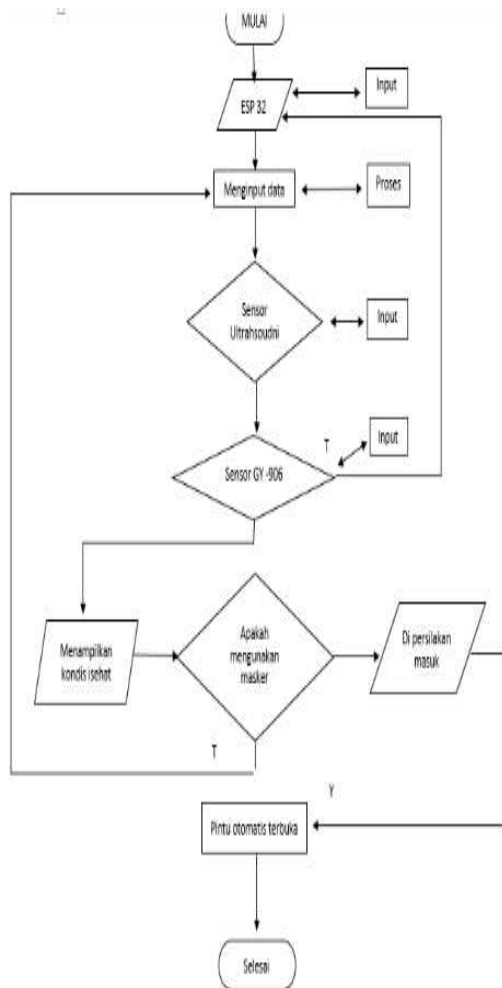 MULAI
ESP 32
Input
Menginput data
Proses
Sensor
Ultrahsoudni
Input
T
Input
Sensor GY -906
Menampilkan
kondis isehat
Apakah
mengunakan
masker
Di persilakan
masuk
T
Y
Pintu otomatis terbuka
Selesai